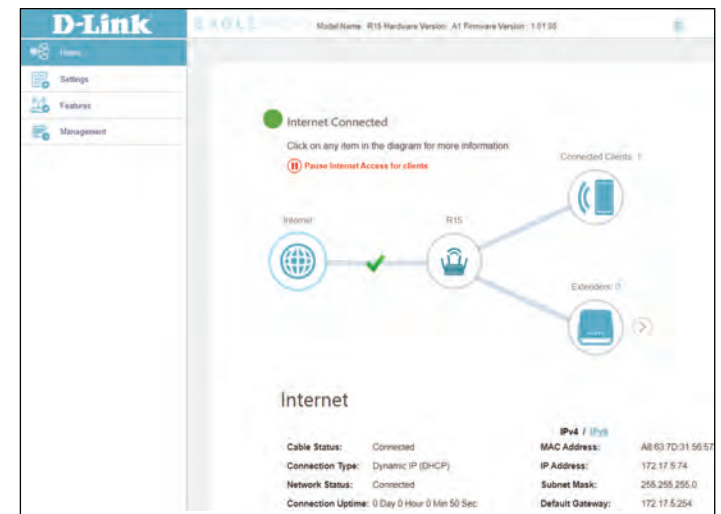 D-Link
EAGLE
Model Name: R15 Hardware Version: A1 Firmware Version: 1.01.00
Home
Settings
Features
Management
Internet Connected
Click on any item in the diagram for more information
Pause Internet Access for clients
Connected Clients: 1
Internet
R15
Extenders: 0
Internet
IPv4 / IPv6
Cable Status: Connected
MAC Address: A8:63:7D:31:56:57
Connection Type: Dynamic IP (DHCP)
IP Address: 172.17.5.74
Network Status: Connected
Subnet Mask: 255.255.255.0
Connection Uptime: 0 Day 0 Hour 0 Min 50 Sec
Default Gateway: 172.17.5.254